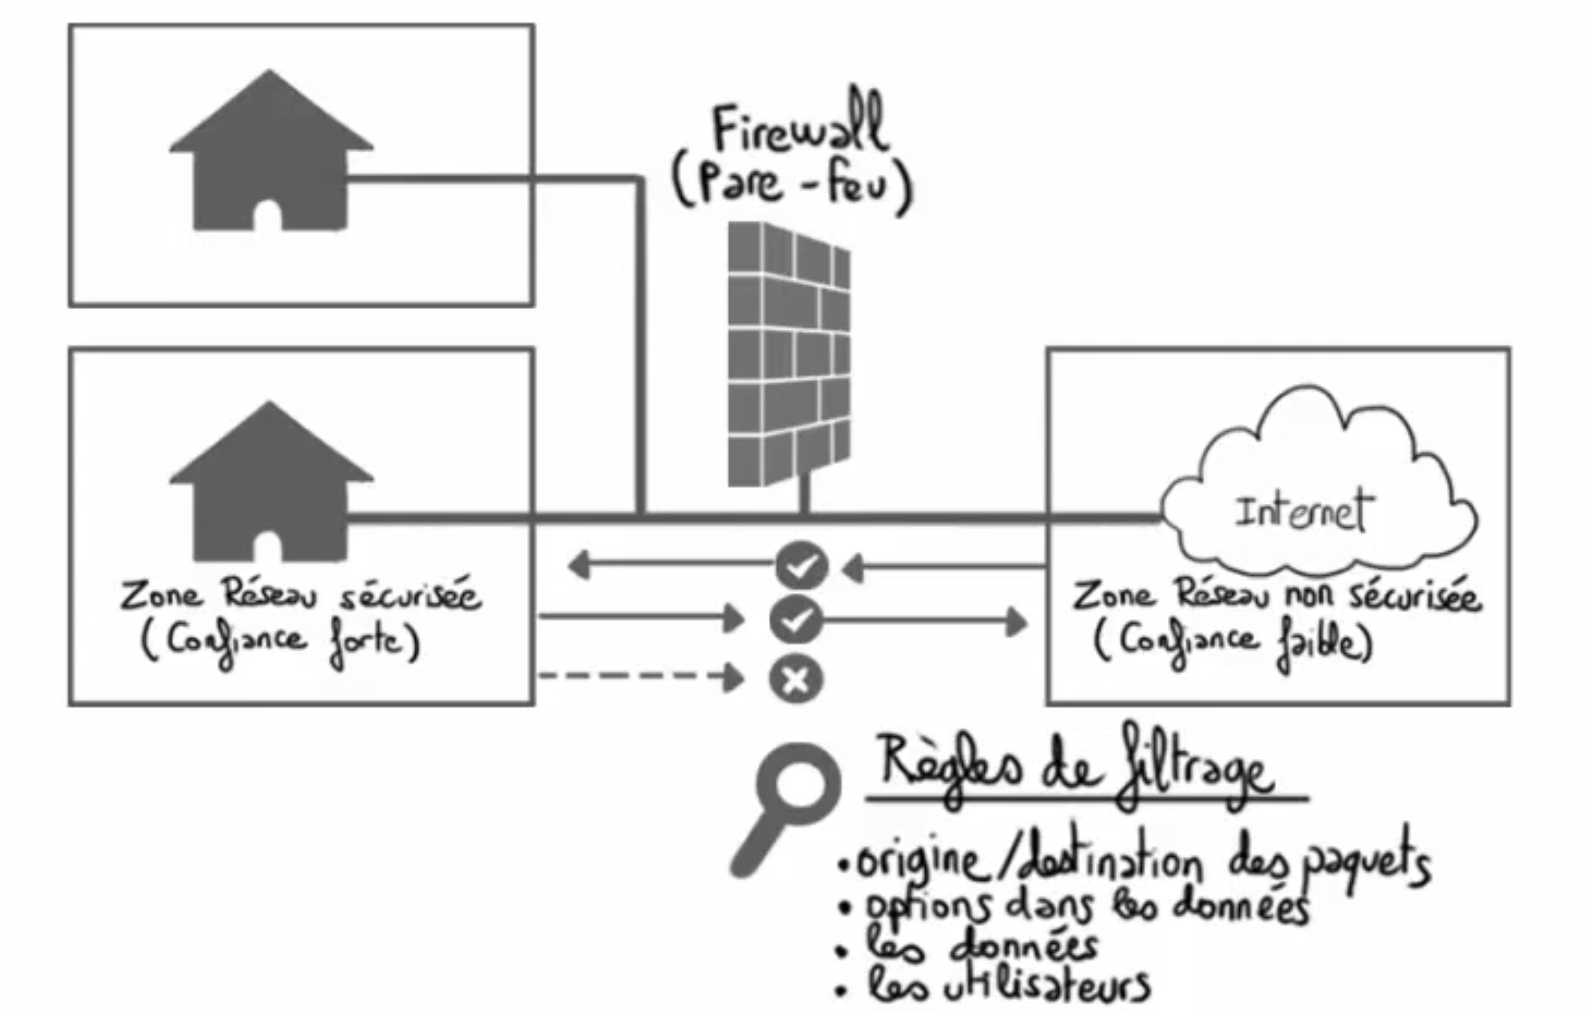 Firewall
(Pare-feu)
Internet
Zone Réseau sécurisée
(Confiance forte)
Zone Réseau non sécurisée
(Confiance faible)
Règles de filtrage
• origine/destination des paquets
• options dans les données
• les données
• les utilisateurs